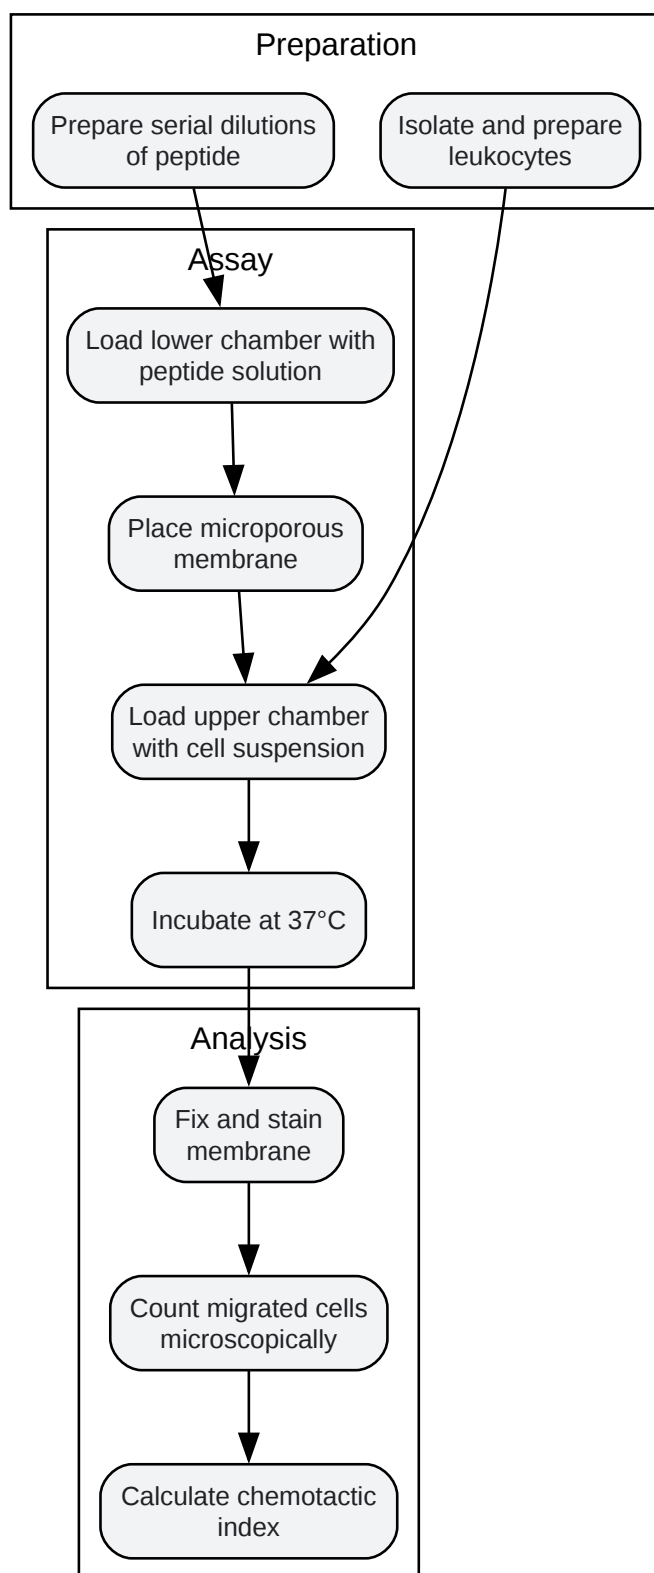 Preparation
Prepare serial dilutions
of peptide
Isolate and prepare
leukocytes
Assay
Load lower chamber with
peptide solution
Place microporous
membrane
Load upper chamber
with cell suspension
Incubate at 37°C
Analysis
Fix and stain
membrane
Count migrated cells
microscopically
Calculate chemotactic
index